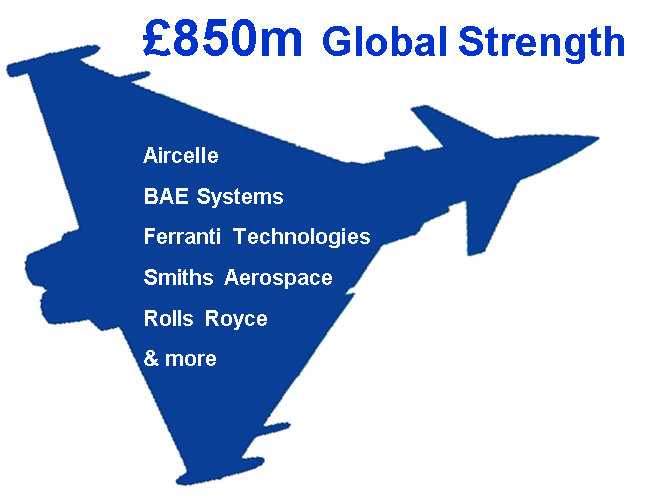 £850m Global Strength
Aircelle
BAE Systems
Ferranti Technologies
Smiths Aerospace
Rolls Royce
& more